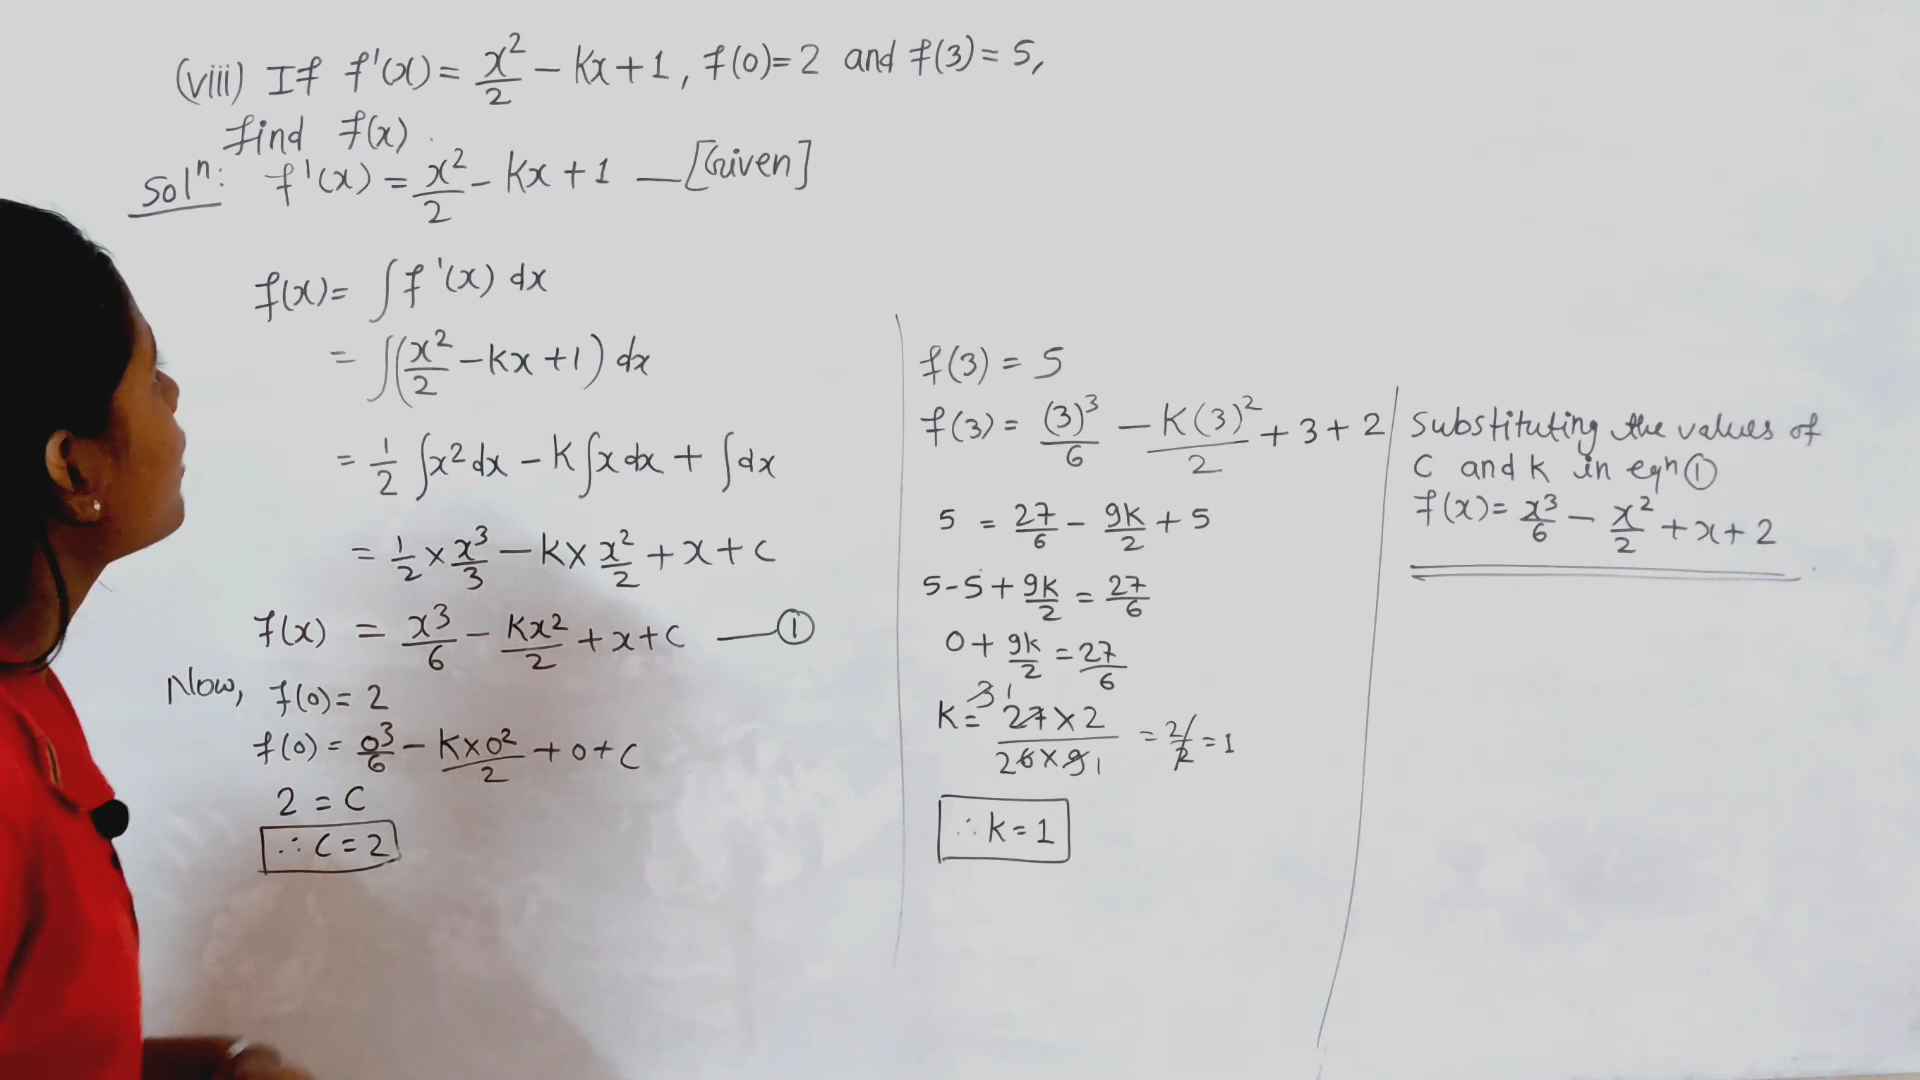 (viii) If f'(x) = x²/2 - Kx + 1, f(0) = 2 and f(3) = 5,
find f(x).
Solⁿ: f'(x) = x²/2 - Kx + 1 — [Given]
f(x) = ∫ f'(x) dx
= ∫(x²/2 - Kx + 1) dx
= 1/2 ∫x² dx - K∫x dx + ∫dx
= 1/2 × x³/3 - K × x²/2 + x + C
f(x) = x³/6 - Kx²/2 + x + C — ①
Now, f(0) = 2
f(0) = 0³/6 - K×0²/2 + 0 + C
2 = C
∴ C = 2
f(3) = 5
f(3) = (3)³/6 - K(3)²/2 + 3 + 2
5 = 27/6 - 9K/2 + 5
5 - 5 + 9K/2 = 27/6
0 + 9K/2 = 27/6
3 1
K = 27 × 2 / 26 × 9 1 = 2/2 = 1
∴ K = 1
Substituting the values of
C and K in eqⁿ ①
f(x) = x³/6 - x²/2 + x + 2